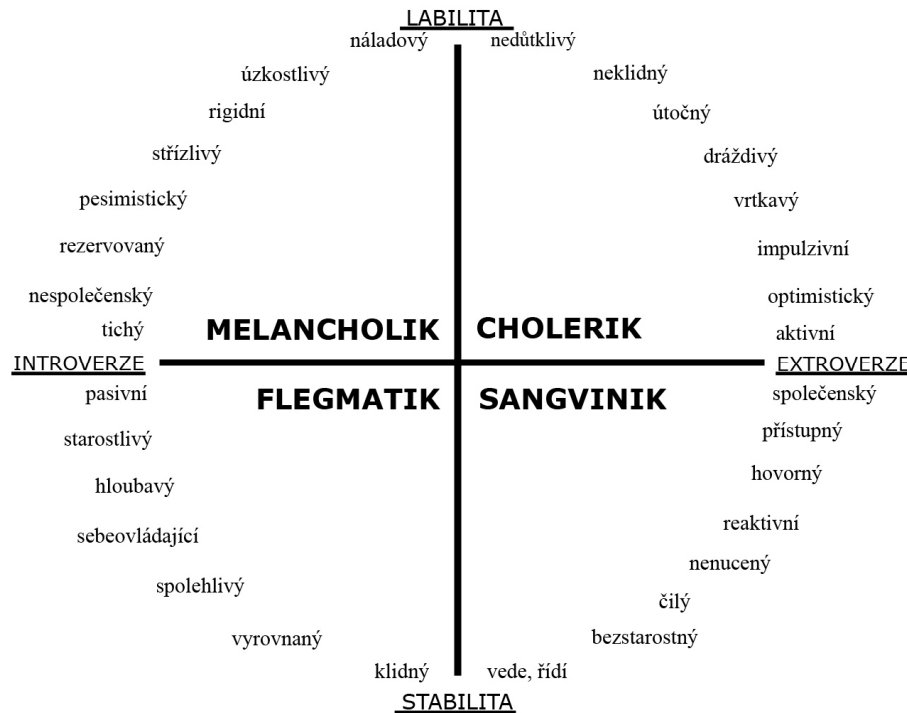 LABILITA
náladový nedůtklivý
úzkostlivý neklidný
rigidní útočný
střízlivý dráždivý
pesimistický vrtkavý
rezervovaný impulzivní
nespolečenský optimistický
tichý MELANCHOLIK CHOLERIK aktivní
INTROVERZE EXTROVERZE
pasivní FLEGMATIK SANGVINIK společenský
starostlivý přístupný
hloubavý hovorný
sebeovládající reaktivní
spolehlivý nenucený
čilý
vyrovnaný bezstarostný
klidný vede, řídí
STABILITA